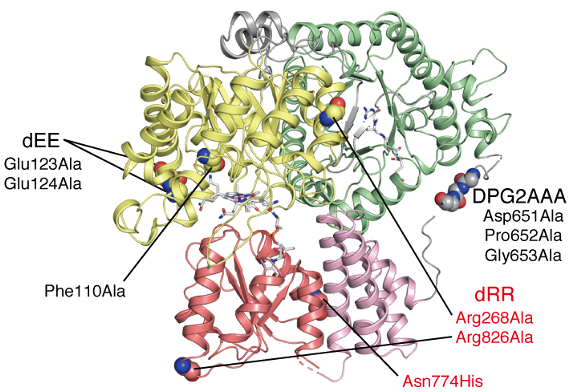 dEE
Glu123Ala
Glu124Ala
Phe110Ala
DPG2AAA
Asp651Ala
Pro652Ala
Gly653Ala
dRR
Arg268Ala
Arg826Ala
Asn774His